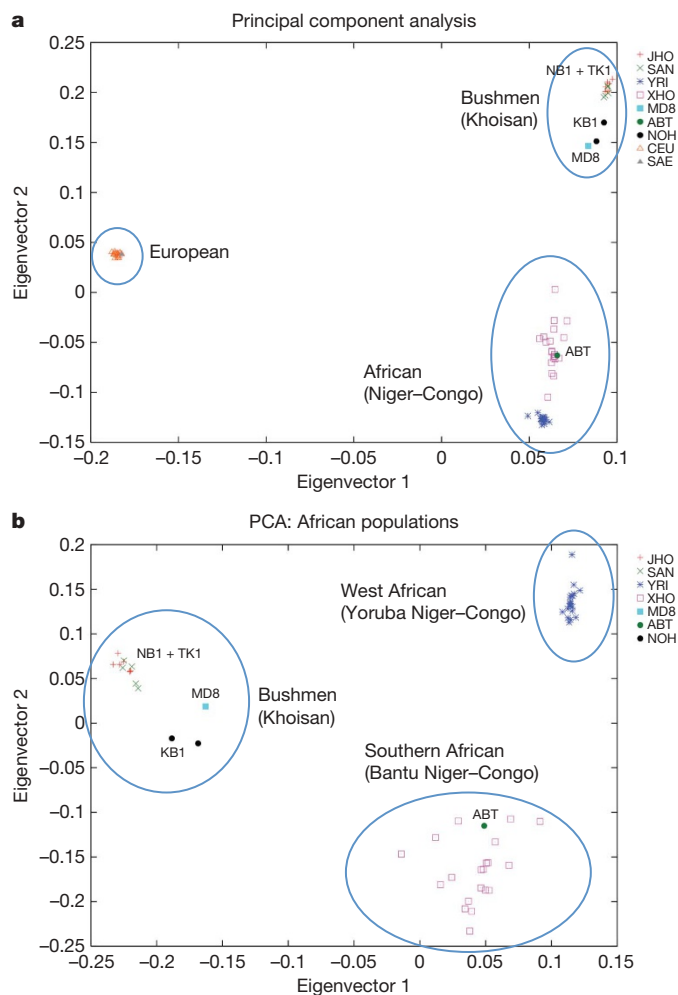 a
Principal component analysis
0.25
0.2
0.15
0.1
0.05
0
–0.05
–0.1
–0.15
Eigenvector 2
–0.2
–0.15
–0.1
–0.05
0
0.05
0.1
Eigenvector 1
NB1 + TK1
Bushmen
(Khoisan)
KB1
MD8
European
African
(Niger–Congo)
ABT
JHO
SAN
YRI
XHO
MD8
ABT
NOH
CEU
SAE
b
PCA: African populations
0.2
0.15
0.1
0.05
0
–0.05
–0.1
–0.15
–0.2
–0.25
Eigenvector 2
–0.25
–0.2
–0.15
–0.1
–0.05
0
0.05
0.1
0.15
Eigenvector 1
West African
(Yoruba Niger–Congo)
NB1 + TK1
MD8
Bushmen
(Khoisan)
KB1
Southern African
(Bantu Niger–Congo)
ABT
JHO
SAN
YRI
XHO
MD8
ABT
NOH